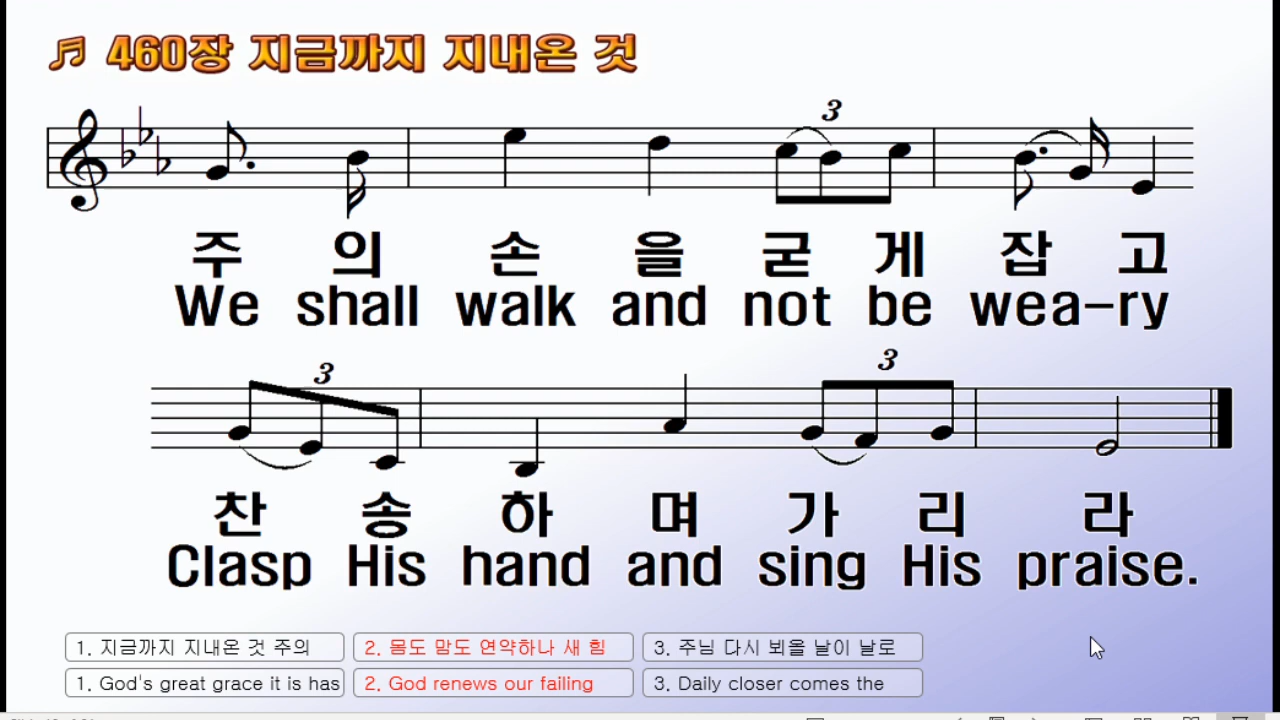 460장 지금까지 지내온 것
3
주 의 손 을 굳 게 잡 고
We shall walk and not be wea-ry
3 3
찬 송 하 며 가 리 라
Clasp His hand and sing His praise.
1. 지금까지 지내온 것 주의 2. 몸도 맘도 연약하나 새 힘 3. 주님 다시 뵈올 날이 날로
1. God's great grace it is has 2. God renews our failing 3. Daily closer comes the